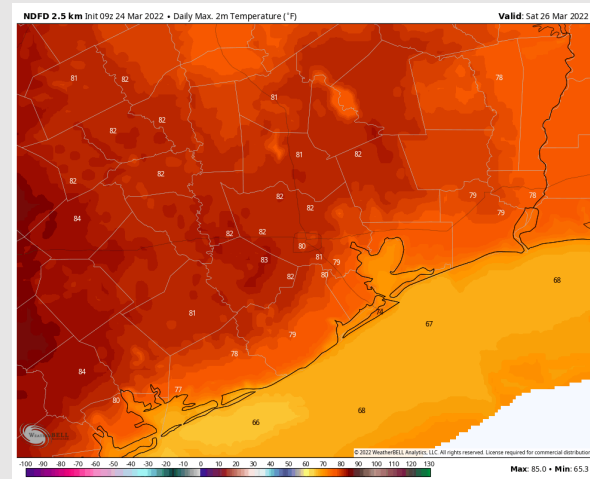 NDFD 2.5 km Init 09z 24 Mar 2022 • Daily Max. 2m Temperature (°F) Valid: Sat 26 Mar 2022
81 82 78
81
82
82
81 82
82 82
82 79 78
84 82 79
82 82
80
83 81 79
82 80
81 74 68
67
79
78
84
77
80
68
66
WeatherBELL
© 2022 WeatherBELL Analytics, LLC. All rights reserved. License required for commercial distribution
-100 -90 -80 -70 -60 -50 -40 -30 -20 -10 0 10 20 30 40 50 60 70 80 90 100 110 120 130
Max: 85.0 • Min: 65.3